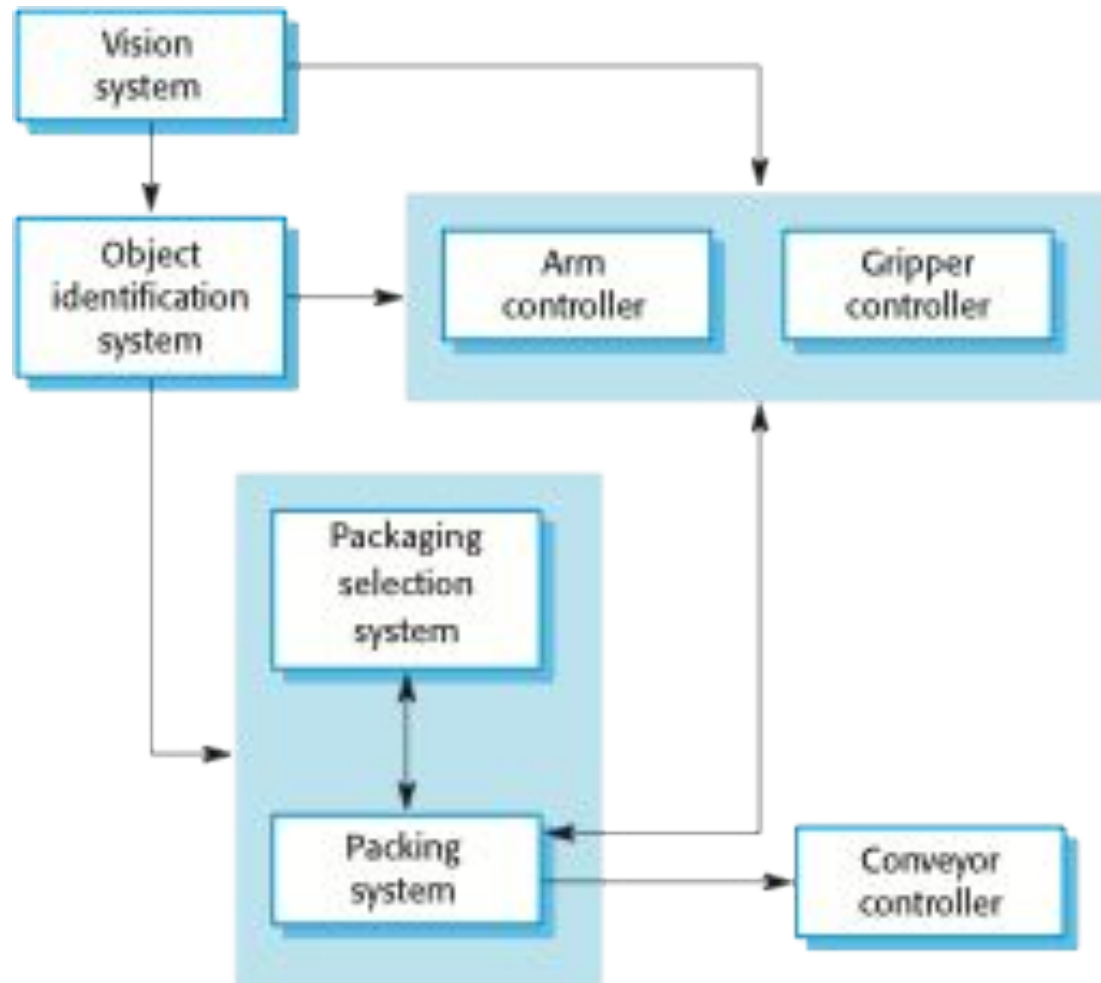 Vision
system
Object
identification
system
Arm
controller
Gripper
controller
Packaging
selection
system
Packing
system
Conveyor
controller